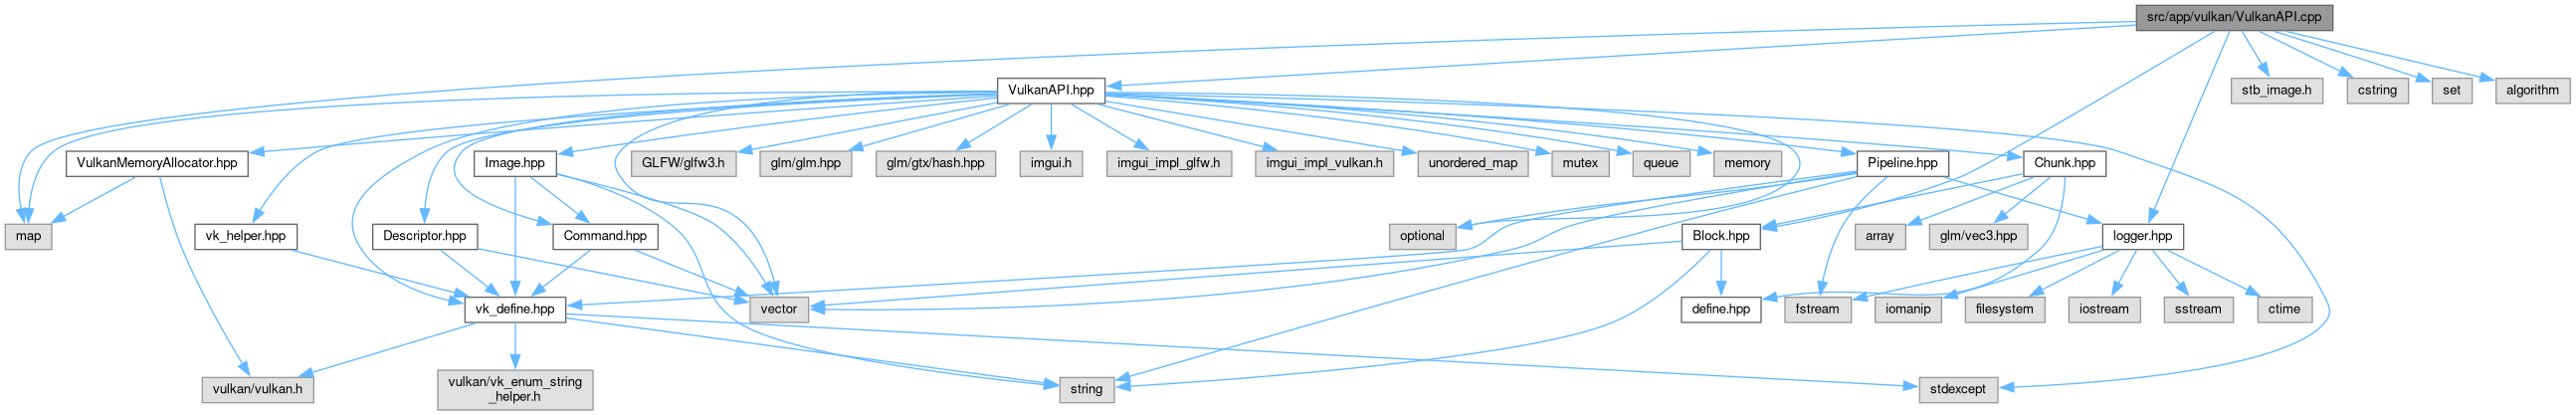 src/app/vulkan/VulkanAPI.cpp
VulkanAPI.hpp
stb_image.h
cstring
set
algorithm
VulkanMemoryAllocator.hpp
Image.hpp
GLFW/glfw3.h
glm/glm.hpp
glm/gtx/hash.hpp
imgui.h
imgui_impl_glfw.h
imgui_impl_vulkan.h
unordered_map
mutex
queue
memory
Pipeline.hpp
Chunk.hpp
map
vk_helper.hpp
Descriptor.hpp
Command.hpp
optional
Block.hpp
array
glm/vec3.hpp
logger.hpp
vk_define.hpp
vector
define.hpp
fstream
iomanip
filesystem
iostream
sstream
ctime
vulkan/vulkan.h
vulkan/vk_enum_string
_helper.h
string
stdexcept